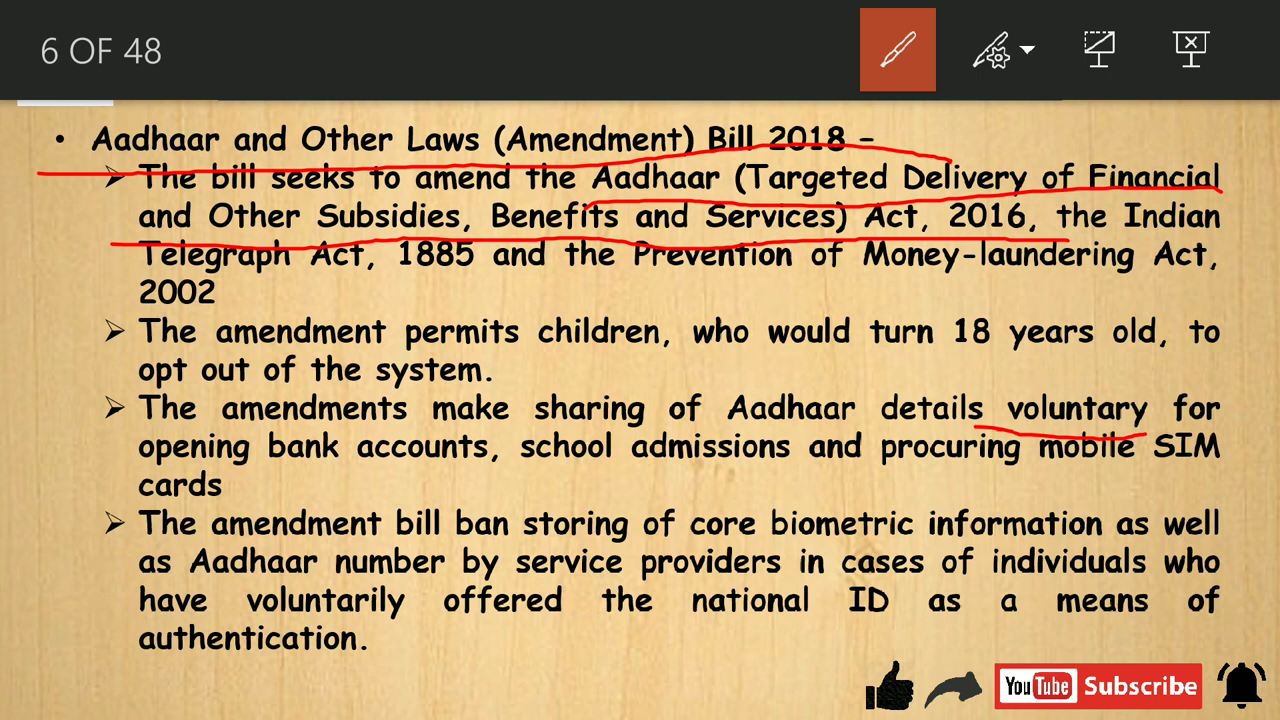 6 OF 48
• Aadhaar and Other Laws (Amendment) Bill 2018 –
➢ The bill seeks to amend the Aadhaar (Targeted Delivery of Financial
and Other Subsidies, Benefits and Services) Act, 2016, the Indian
Telegraph Act, 1885 and the Prevention of Money-laundering Act,
2002
➢ The amendment permits children, who would turn 18 years old, to
opt out of the system.
➢ The amendments make sharing of Aadhaar details voluntary for
opening bank accounts, school admissions and procuring mobile SIM
cards
➢ The amendment bill ban storing of core biometric information as well
as Aadhaar number by service providers in cases of individuals who
have voluntarily offered the national ID as a means of
authentication.
YouTube Subscribe